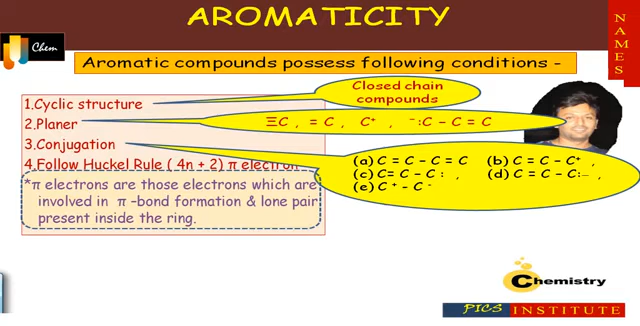 AROMATICITY
Chem
NAMES
Aromatic compounds possess following conditions -
Closed chain
compounds
1.Cyclic structure
2.Planer
ΞC , = C , C⁺ ⁻:C – C = C
3.Conjugation
4.Follow Huckel Rule ( 4n + 2) π electron
(a) C = C – C = C (b) C = C – C⁺ ,
(c) C= C – C : , (d) C = C – C:⁻ ,
(e) C ⁺ – C ⁻
*π electrons are those electrons which are
involved in π –bond formation & lone pair
present inside the ring.
Chemistry
PICS INSTITUTE